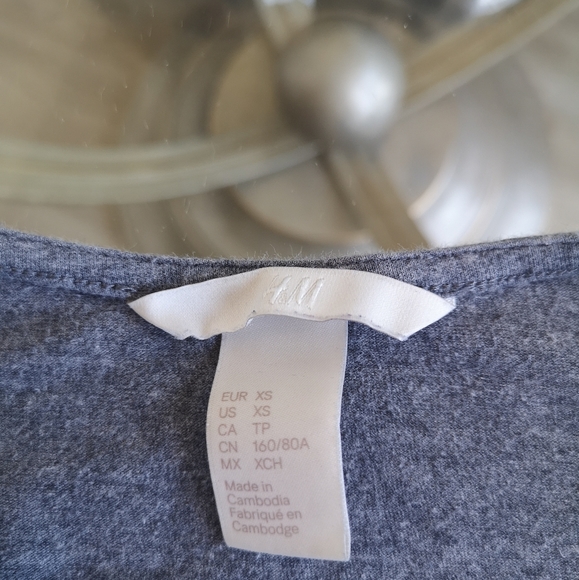 H&M
EUR XS
US XS
CA TP
CN 160/80A
MX XCH
Made in
Cambodia
Fabriqué en
Cambodge